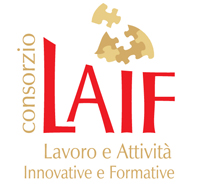 consorzio
LAIF
Lavoro e Attività
Innovative e Formative